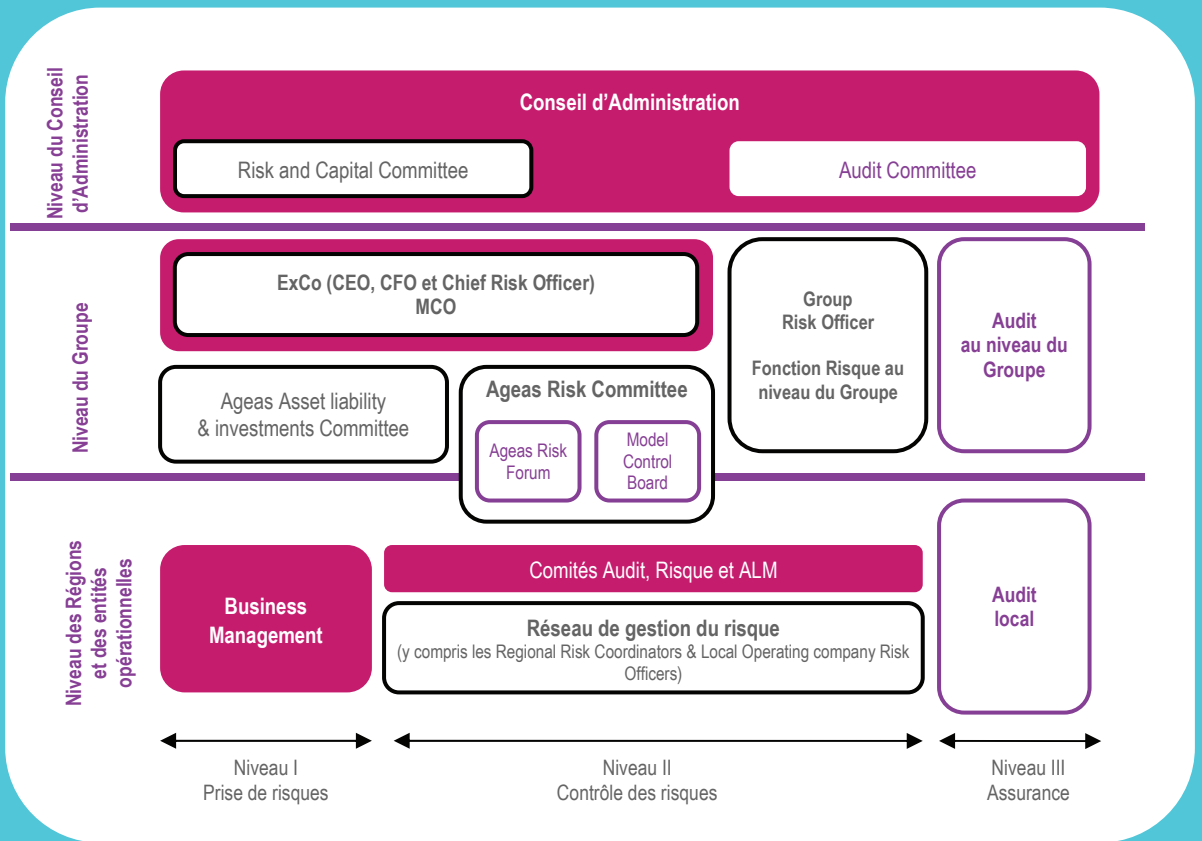 Niveau du Conseil
d'Administration
Conseil d'Administration
Risk and Capital Committee
Audit Committee
Niveau du Groupe
ExCo (CEO, CFO et Chief Risk Officer)
MCO
Group
Risk Officer
Fonction Risque au
niveau du Groupe
Audit
au niveau du
Groupe
Ageas Asset liability
& investments Committee
Ageas Risk Committee
Ageas Risk
Forum
Model
Control
Board
Niveau des Régions
et des entités
opérationnelles
Business
Management
Comités Audit, Risque et ALM
Réseau de gestion du risque
(y compris les Regional Risk Coordinators & Local Operating company Risk
Officers)
Audit
local
Niveau I
Prise de risques
Niveau II
Contrôle des risques
Niveau III
Assurance